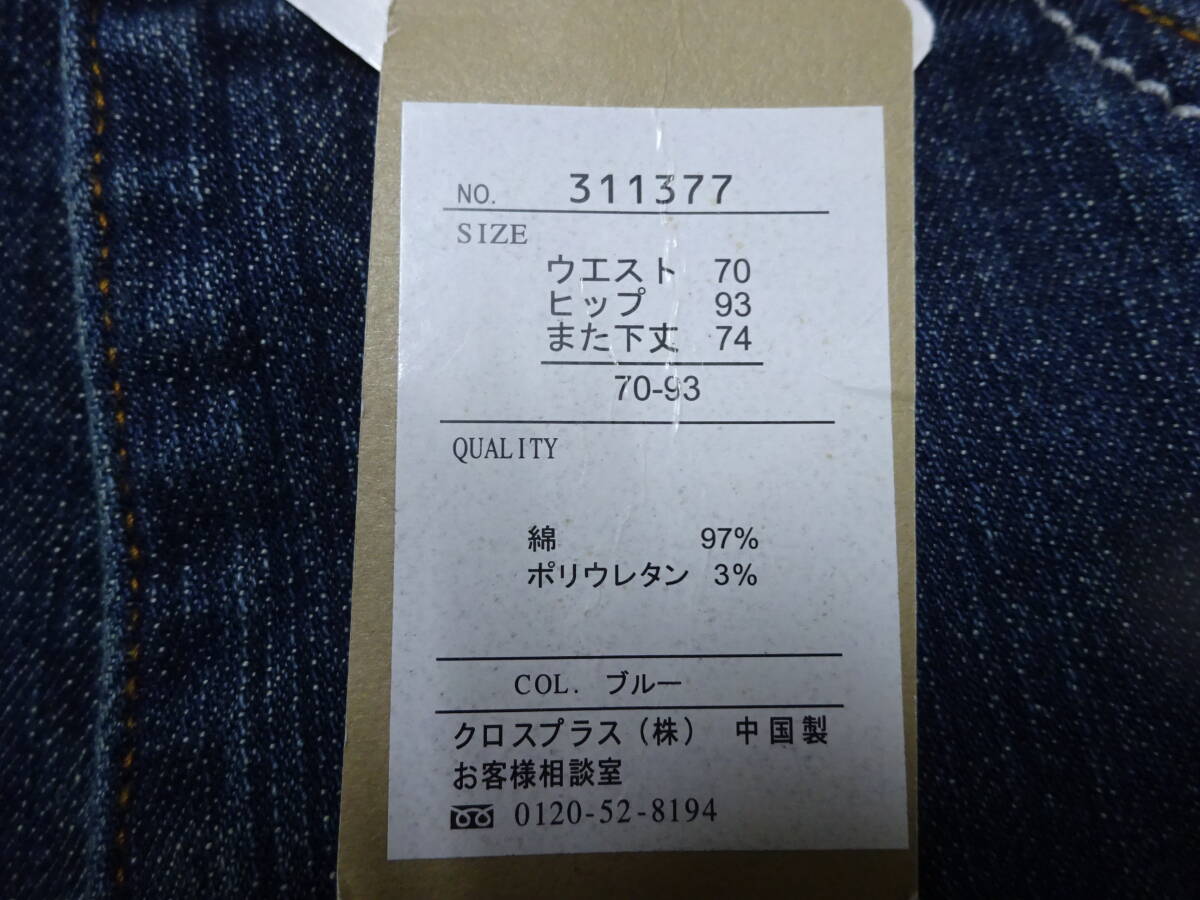 NO. 311377
SIZE
ウエスト 70
ヒップ 93
また下丈 74
70-93
QUALITY
綿 97%
ポリウレタン 3%
COL. ブルー
クロスプラス(株) 中国製
お客様相談室
0120-52-8194